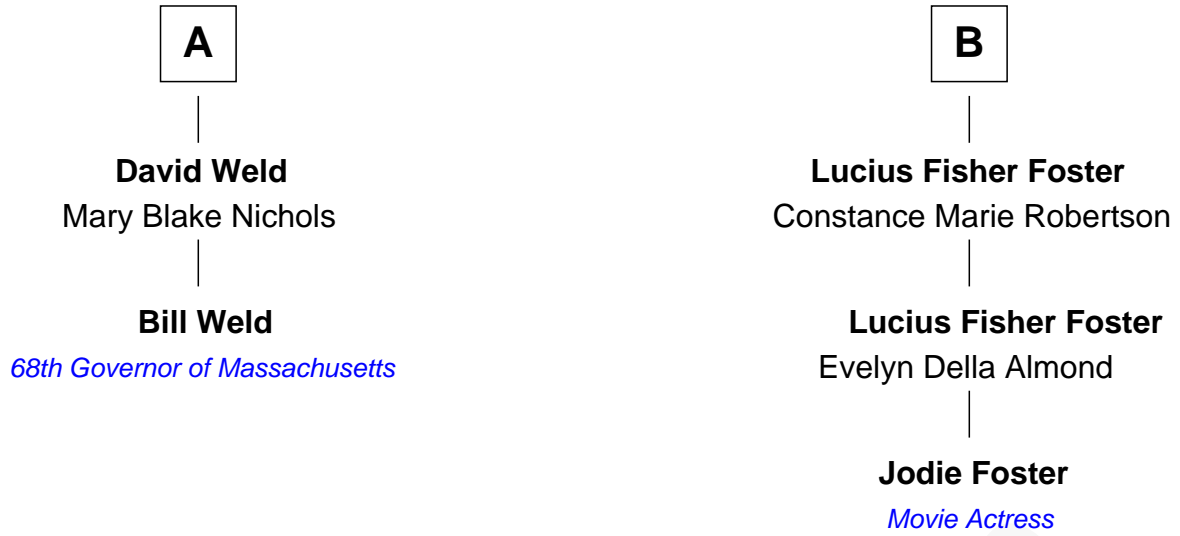 A
David Weld
Mary Blake Nichols
Bill Weld
68th Governor of Massachusetts
B
Lucius Fisher Foster
Constance Marie Robertson
Lucius Fisher Foster
Evelyn Della Almond
Jodie Foster
Movie Actress